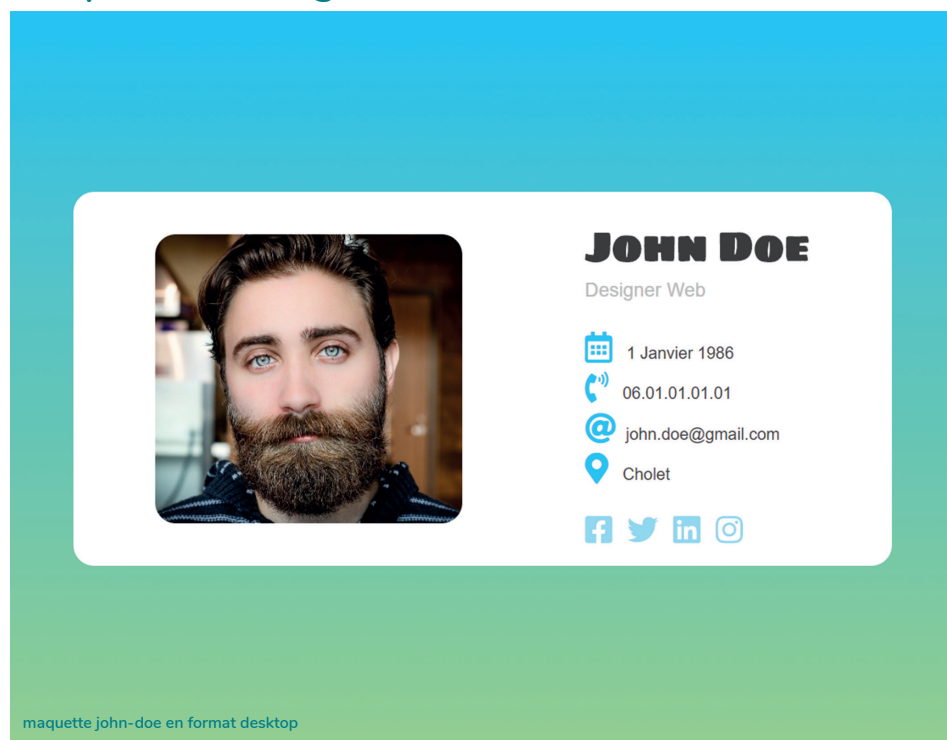 John Doe
Designer Web
1 Janvier 1986
06.01.01.01.01
john.doe@gmail.com
Cholet
maquette john-doe en format desktop